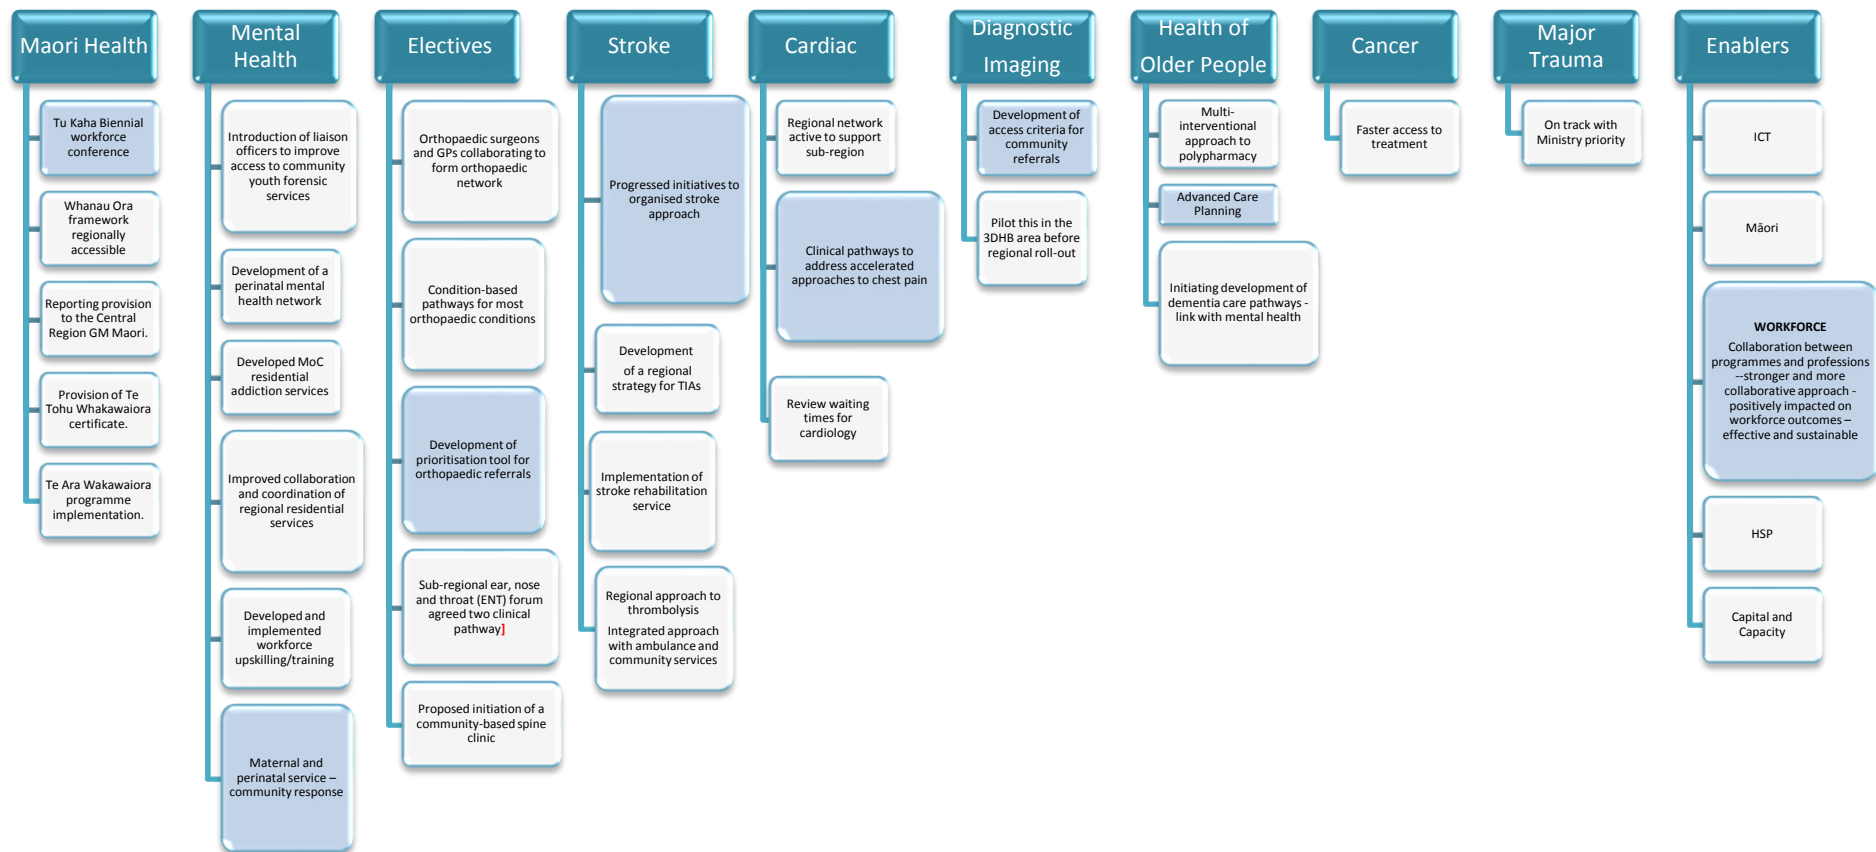 Maori Health
Tu Kaha Biennial
workforce
conference
Whanau Ora
framework
regionally
accessible
Reporting provision
to the Central
Region GM Maori.
Provision of Te
Tohu Whakawaiora
certificate.
Te Ara Wakawaiora
programme
implementation.
Mental
Health
Introduction of liaison
officers to improve
access to community
youth forensic
services
Development of a
perinatal mental
health network
Developed MoC
residential
addiction services
Improved collaboration
and coordination of
regional residential
services
Developed and
implemented
workforce
upskilling/training
Maternal and
perinatal service –
community response
Electives
Orthopaedic surgeons
and GPs collaborating to
form orthopaedic
network
Condition-based
pathways for most
orthopaedic conditions
Development of
prioritisation tool for
orthopaedic referrals
Sub-regional ear, nose
and throat (ENT) forum
agreed two clinical
pathway]
Proposed initiation of a
community-based spine
clinic
Stroke
Progressed initiatives to
organised stroke
approach
Development
of a regional
strategy for TIAs
Implementation of
stroke rehabilitation
service
Regional approach to
thrombolysis
Integrated approach
with ambulance and
community services
Cardiac
Regional network
active to support
sub-region
Clinical pathways to
address accelerated
approaches to chest pain
Review waiting
times for
cardiology
Diagnostic
Imaging
Development of
access criteria for
community
referrals
Pilot this in the
3DHB area before
regional roll-out
Health of
Older People
Multi-
interventional
approach to
polypharmacy
Advanced Care
Planning
Initiating development of
dementia care pathways -
link with mental health
Cancer
Faster access to
treatment
Major
Trauma
On track with
Ministry priority
Enablers
ICT
Māori
WORKFORCE
Collaboration between
programmes and professions
--stronger and more
collaborative approach -
positively impacted on
workforce outcomes –
effective and sustainable
HSP
Capital and
Capacity